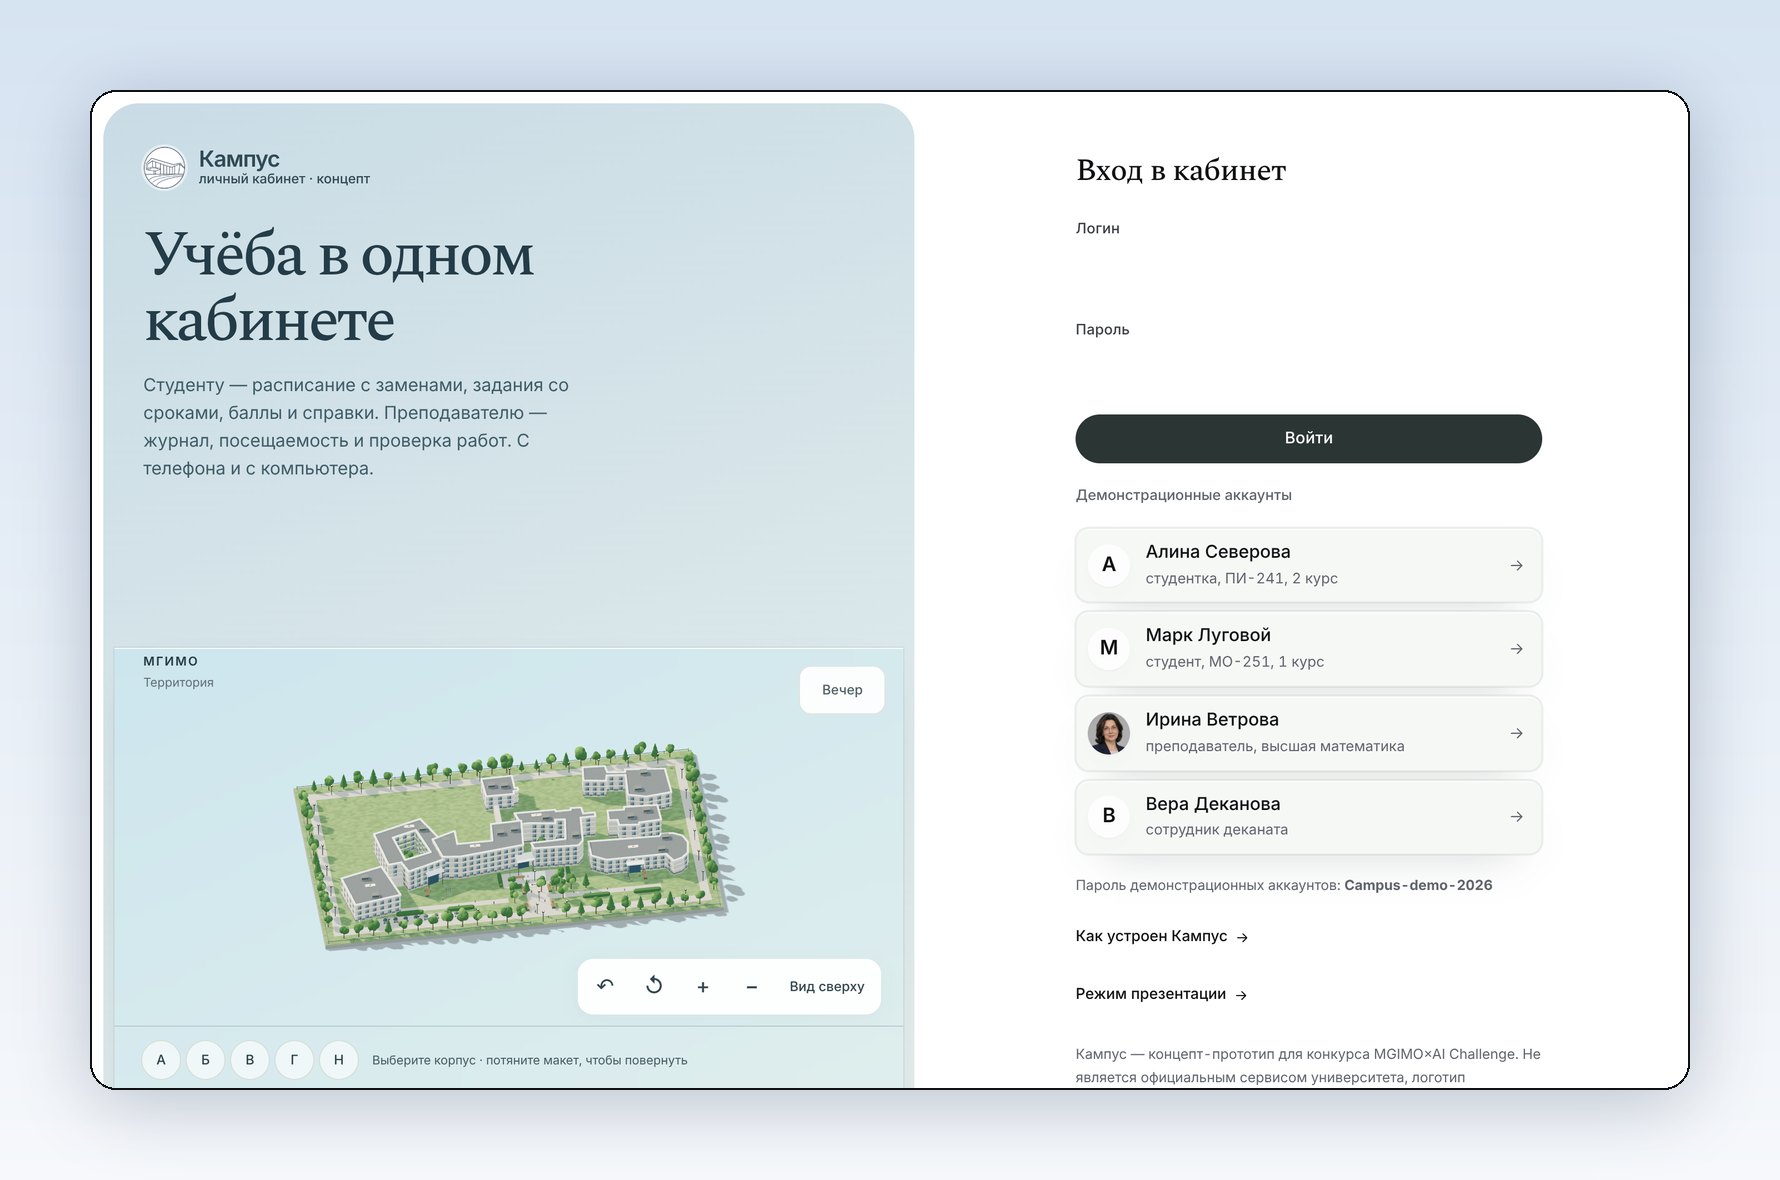 Кампус
личный кабинет · концепт
Учёба в одном
кабинете
Студенту — расписание с заменами, задания со
сроками, баллы и справки. Преподавателю —
журнал, посещаемость и проверка работ. С
телефона и с компьютера.
МГИМО
Территория
Вечер
Вид сверху
А
Б
В
Г
Н
Выберите корпус · потяните макет, чтобы повернуть
Вход в кабинет
Логин
Пароль
Войти
Демонстрационные аккаунты
А
Алина Северова
студентка, ПИ-241, 2 курс
М
Марк Луговой
студент, МО-251, 1 курс
Ирина Ветрова
преподаватель, высшая математика
В
Вера Деканова
сотрудник деканата
Пароль демонстрационных аккаунтов: Campus-demo-2026
Как устроен Кампус →
Режим презентации →
Кампус — концепт-прототип для конкурса MGIMO×AI Challenge. Не
является официальным сервисом университета, логотип